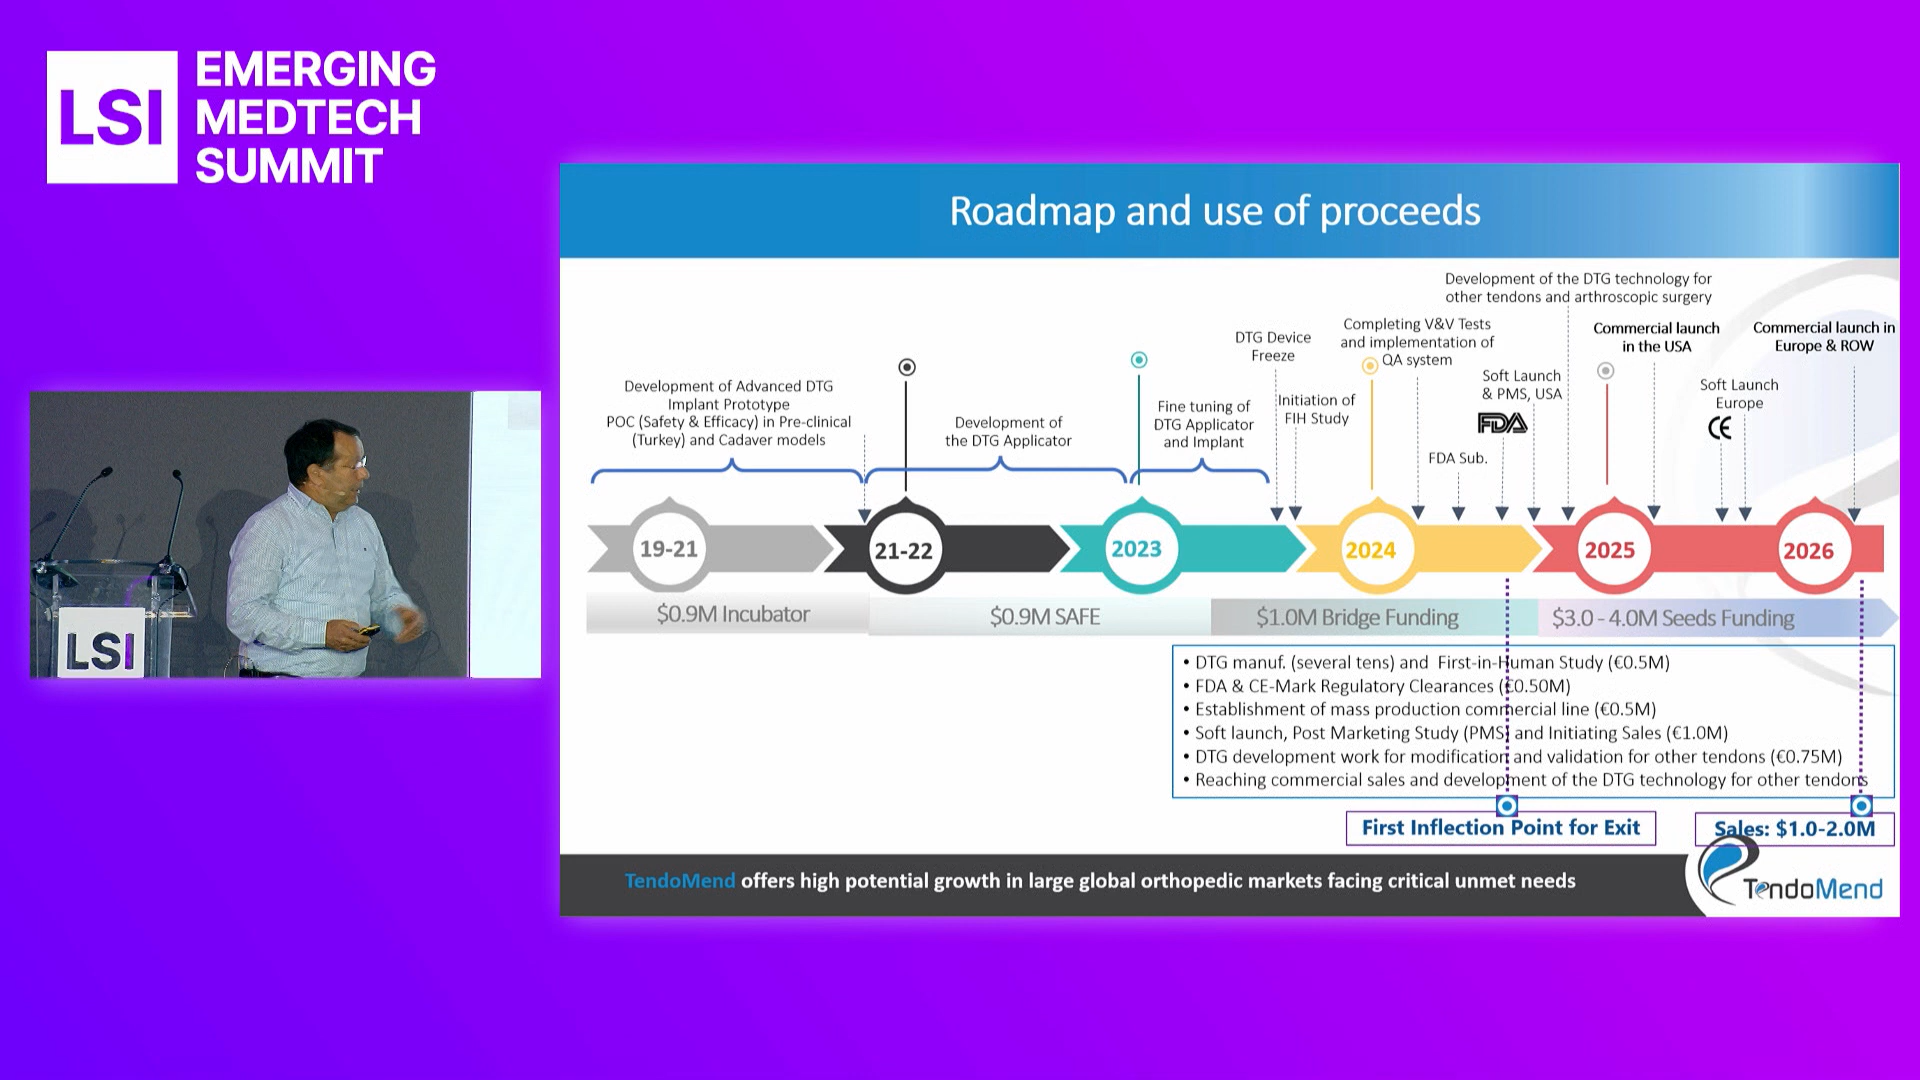 LSI
EMERGING
MEDTECH
SUMMIT
LSI
Roadmap and use of proceeds
Development of the DTG technology for
other tendons and arthroscopic surgery
DTG Device
Freeze
Completing V&V Tests
and implementation of
QA system
Commercial launch
in the USA
Commercial launch in
Europe & ROW
Development of Advanced DTG
Implant Prototype
POC (Safety & Efficacy) in Pre-clinical
(Turkey) and Cadaver models
Development of
the DTG Applicator
Fine tuning of
DTG Applicator
and Implant
Initiation of
FIH Study
Soft Launch
& PMS, USA
FDA
FDA Sub.
Soft Launch
Europe
CE
19-21
21-22
2023
2024
2025
2026
$0.9M Incubator
$0.9M SAFE
$1.0M Bridge Funding
$3.0 - 4.0M Seeds Funding
• DTG manuf. (several tens) and First-in-Human Study (€0.5M)
• FDA & CE-Mark Regulatory Clearances (€0.50M)
• Establishment of mass production commercial line (€0.5M)
• Soft launch, Post Marketing Study (PMS) and Initiating Sales (€1.0M)
• DTG development work for modification and validation for other tendons (€0.75M)
• Reaching commercial sales and development of the DTG technology for other tendons
First Inflection Point for Exit
Sales: $1.0-2.0M
TendoMend offers high potential growth in large global orthopedic markets facing critical unmet needs
TendoMend